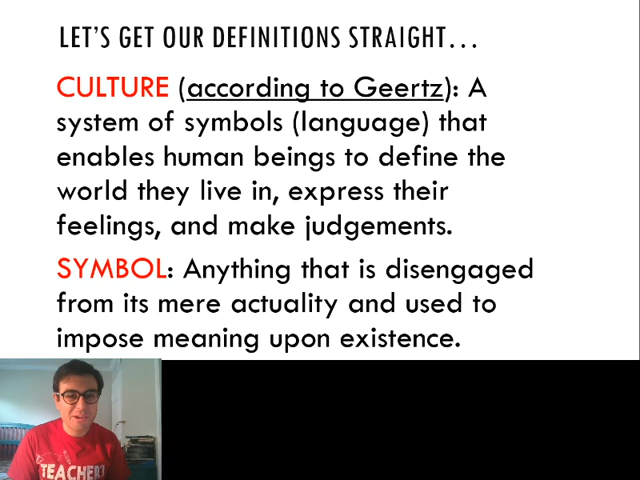 LET'S GET OUR DEFINITIONS STRAIGHT...
CULTURE (according to Geertz): A
system of symbols (language) that
enables human beings to define the
world they live in, express their
feelings, and make judgements.
SYMBOL: Anything that is disengaged
from its mere actuality and used to
impose meaning upon existence.
TEACHER